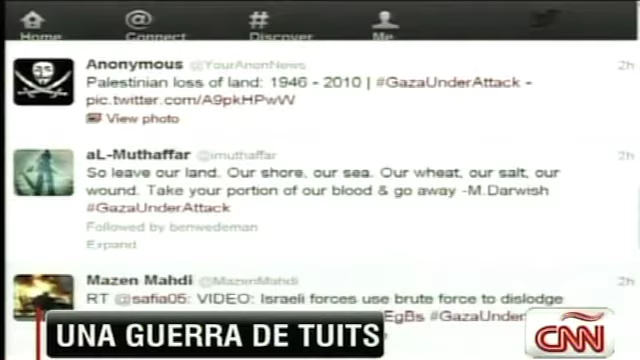 Home Connect Discover Me
Anonymous @YourAnonNews 2h
Palestinian loss of land: 1946 - 2010 | #GazaUnderAttack -
pic.twitter.com/A9pkHPwW
View photo
aL-Muthaffar @imuthaffar 2h
So leave our land. Our shore, our sea. Our wheat, our salt, our
wound. Take your portion of our blood & go away -M.Darwish
#GazaUnderAttack
Followed by benwedeman
Expand
Mazen Mahdi @MazenMahdi 2h
RT @safia05: VIDEO: Israeli forces use brute force to dislodge
EgBs #GazaUnder
UNA GUERRA DE TUITS
CNN